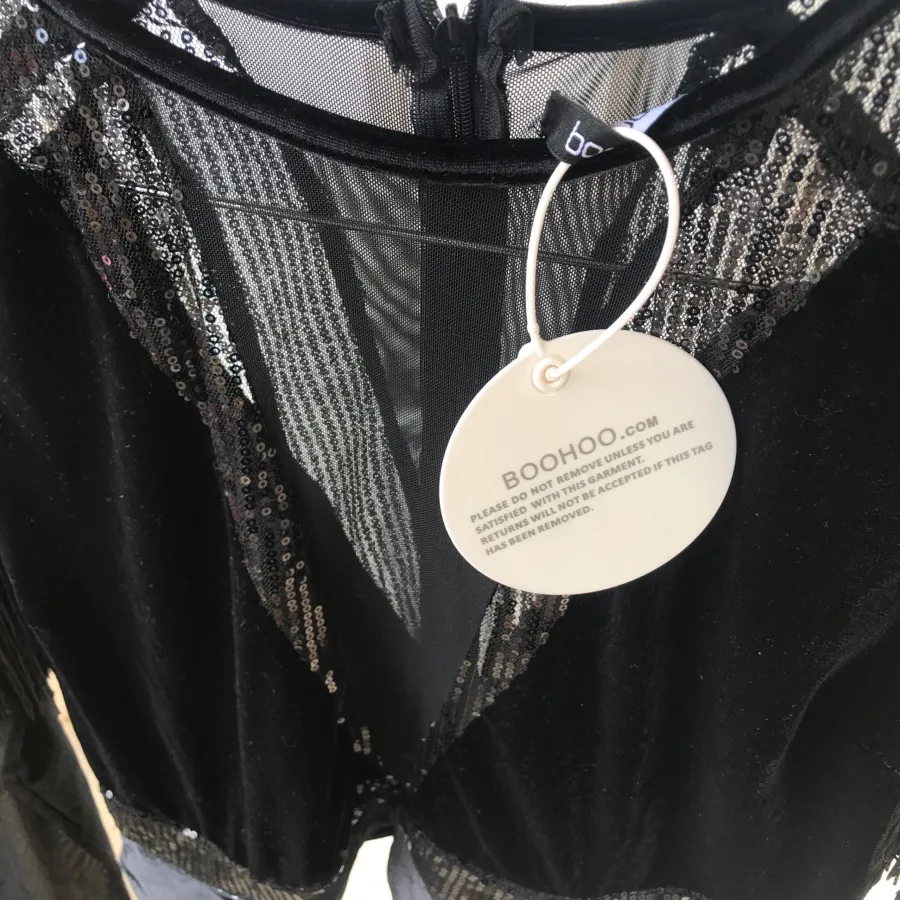 bo
BOOHOO.COM
PLEASE DO NOT REMOVE UNLESS YOU ARE
SATISFIED WITH THIS GARMENT.
RETURNS WILL NOT BE ACCEPTED IF THIS TAG
HAS BEEN REMOVED.